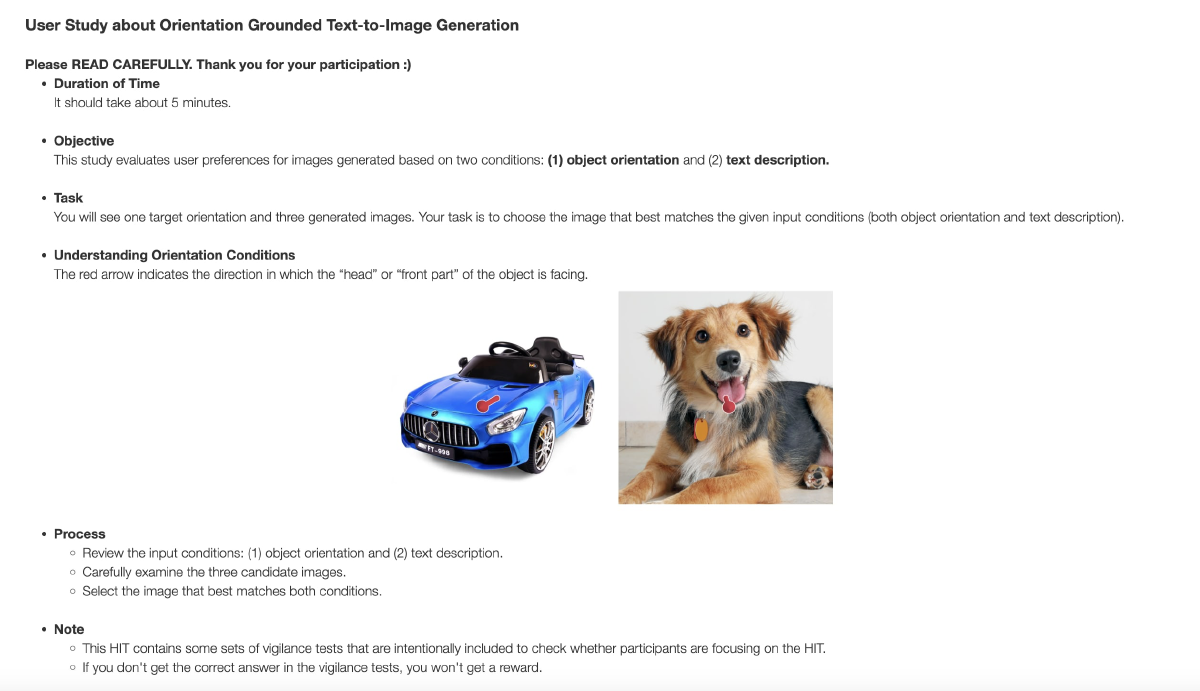 User Study about Orientation Grounded Text-to-Image Generation
Please READ CAREFULLY. Thank you for your participation :)
• Duration of Time
It should take about 5 minutes.
• Objective
This study evaluates user preferences for images generated based on two conditions: (1) object orientation and (2) text description.
• Task
You will see one target orientation and three generated images. Your task is to choose the image that best matches the given input conditions (both object orientation and text description).
• Understanding Orientation Conditions
The red arrow indicates the direction in which the “head” or “front part” of the object is facing.
FT-998
• Process
◦ Review the input conditions: (1) object orientation and (2) text description.
◦ Carefully examine the three candidate images.
◦ Select the image that best matches both conditions.
• Note
◦ This HIT contains some sets of vigilance tests that are intentionally included to check whether participants are focusing on the HIT.
◦ If you don't get the correct answer in the vigilance tests, you won't get a reward.